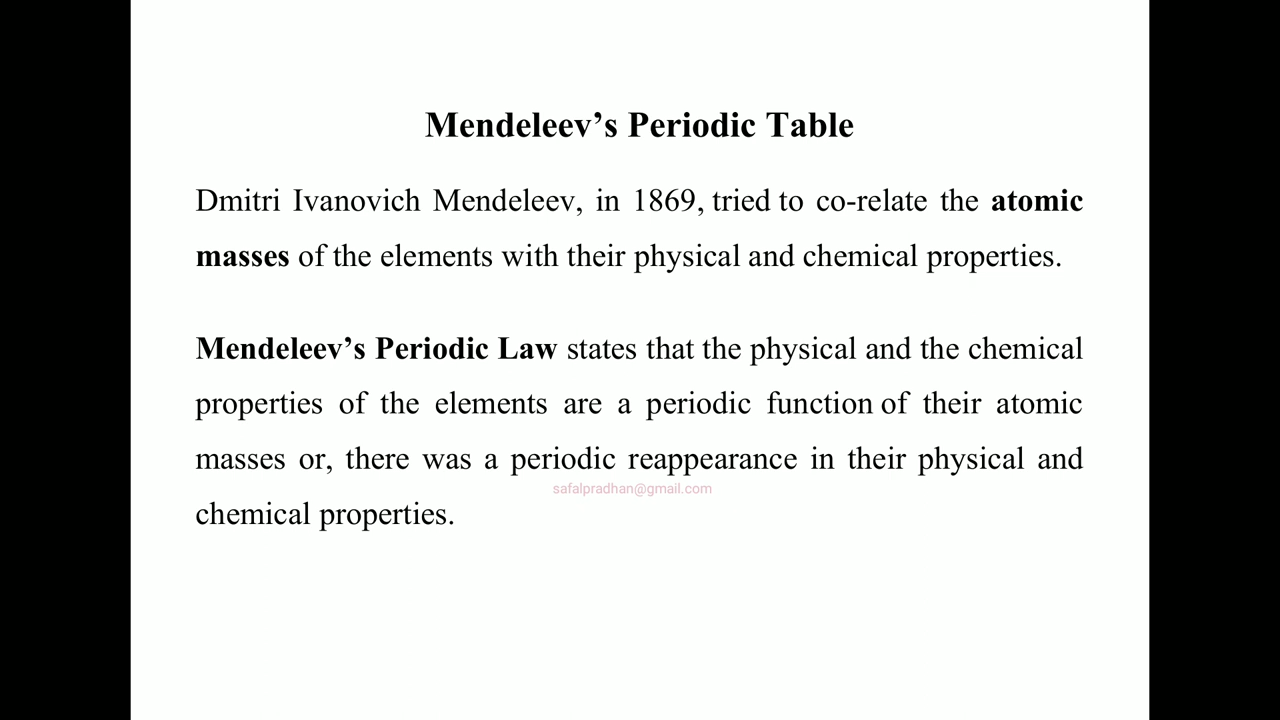 Mendeleev’s Periodic Table
Dmitri Ivanovich Mendeleev, in 1869, tried to co-relate the atomic
masses of the elements with their physical and chemical properties.
Mendeleev’s Periodic Law states that the physical and the chemical
properties of the elements are a periodic function of their atomic
masses or, there was a periodic reappearance in their physical and
safalpradhan@gmail.com
chemical properties.